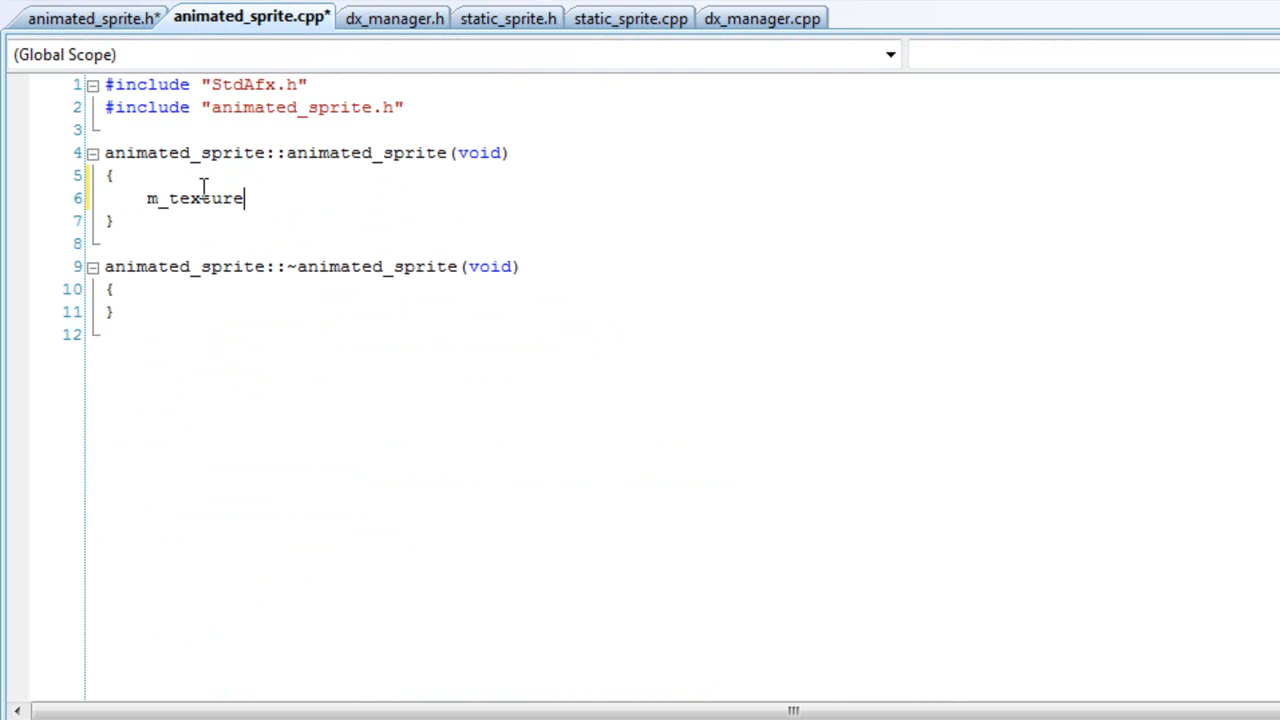 animated_sprite.h* animated_sprite.cpp* dx_manager.h static_sprite.h static_sprite.cpp dx_manager.cpp
(Global Scope)
1 #include "StdAfx.h"
2 #include "animated_sprite.h"
3
4 animated_sprite::animated_sprite(void)
5 {
6 m_texture
7 }
8
9 animated_sprite::~animated_sprite(void)
10 {
11 }
12